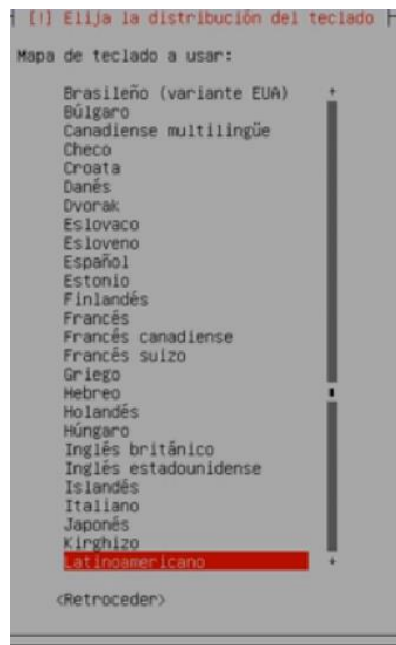 [!] Elija la distribución del teclado
Mapa de teclado a usar:
Brasileño (variante EUA)
Búlgaro
Canadiense multilingüe
Checo
Croata
Danés
Dvorak
Eslovaco
Esloveno
Español
Estonio
Finlandés
Francés
Francés canadiense
Francés suizo
Griego
Hebreo
Holandés
Húngaro
Inglés británico
Inglés estadounidense
Islandés
Italiano
Japonés
Kirghizo
Latinoamericano
<Retroceder>